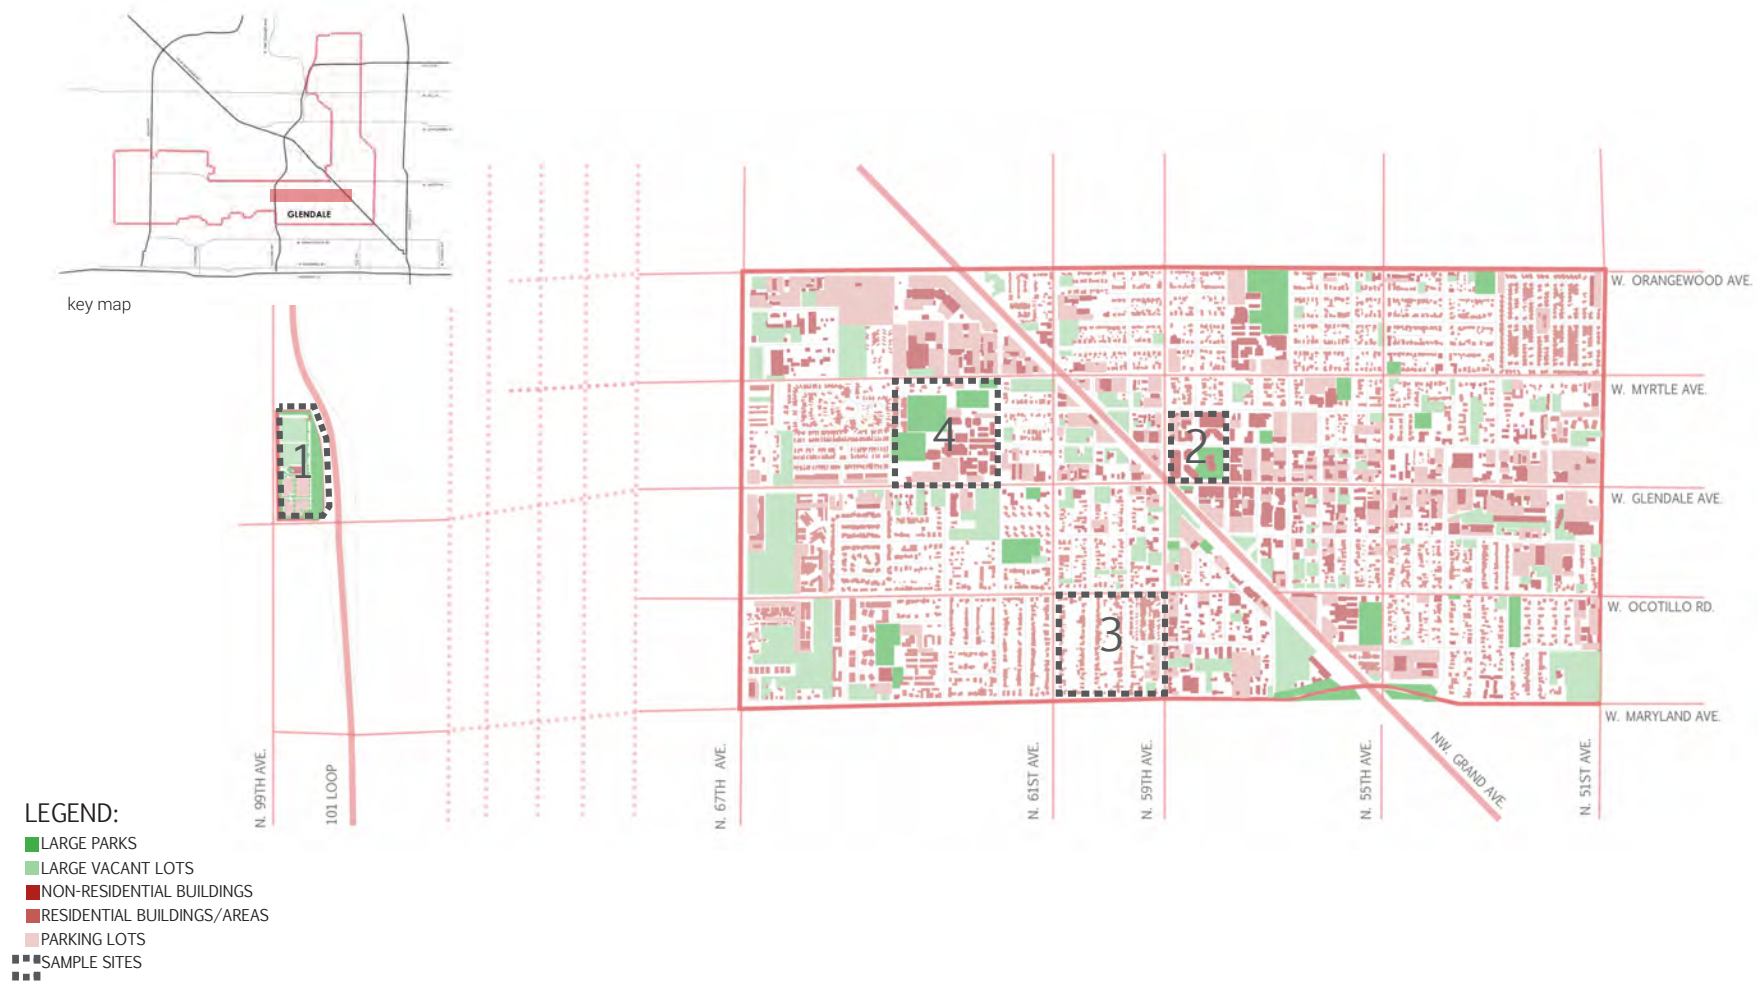 GLENDALE
key map
W. ORANGEWOOD AVE.
W. MYRTLE AVE.
W. GLENDALE AVE.
W. OCOTILLO RD.
W. MARYLAND AVE.
1
4
2
3
N. 99TH AVE.
101 LOOP
N. 67TH AVE.
N. 61ST AVE.
N. 59TH AVE.
N. 55TH AVE.
NW. GRAND AVE.
N. 51ST AVE.
LEGEND:
LARGE PARKS
LARGE VACANT LOTS
NON-RESIDENTIAL BUILDINGS
RESIDENTIAL BUILDINGS/AREAS
PARKING LOTS
SAMPLE SITES